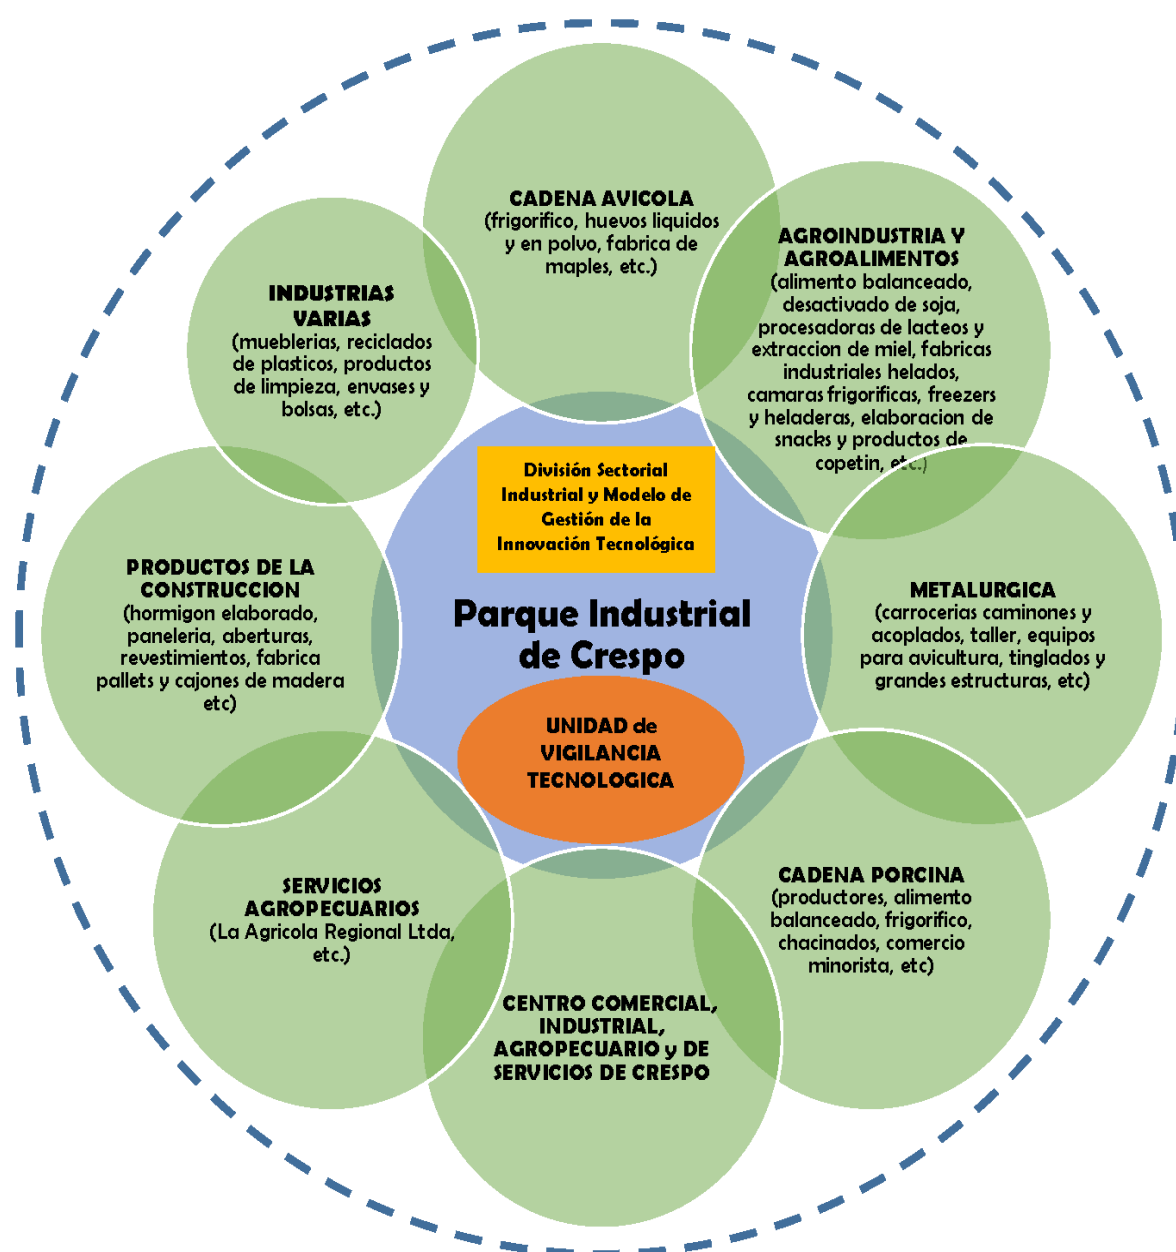 CADENA AVICOLA
(frigorifico, huevos liquidos
y en polvo, fabrica de
maples, etc.)
AGROINDUSTRIA Y
AGROALIMENTOS
(alimento balanceado,
desactivado de soja,
procesadoras de lacteos y
extraccion de miel, fabricas
industriales helados,
camaras frigorificas, freezers
y heladeras, elaboracion de
snacks y productos de
copetin, etc.)
METALURGICA
(carrocerias caminones y
acoplados, taller, equipos
para avicultura, tinglados y
grandes estructuras, etc)
CADENA PORCINA
(productores, alimento
balanceado, frigorifico,
chacinados, comercio
minorista, etc)
CENTRO COMERCIAL,
INDUSTRIAL,
AGROPECUARIO y DE
SERVICIOS DE CRESPO
SERVICIOS
AGROPECUARIOS
(La Agricola Regional Ltda,
etc.)
PRODUCTOS DE LA
CONSTRUCCION
(hormigon elaborado,
paneleria, aberturas,
revestimientos, fabrica
pallets y cajones de madera
etc)
INDUSTRIAS
VARIAS
(mueblerias, reciclados
de plasticos, productos
de limpieza, envases y
bolsas, etc.)
División Sectorial
Industrial y Modelo de
Gestión de la
Innovación Tecnológica
Parque Industrial
de Crespo
UNIDAD de
VIGILANCIA
TECNOLOGICA